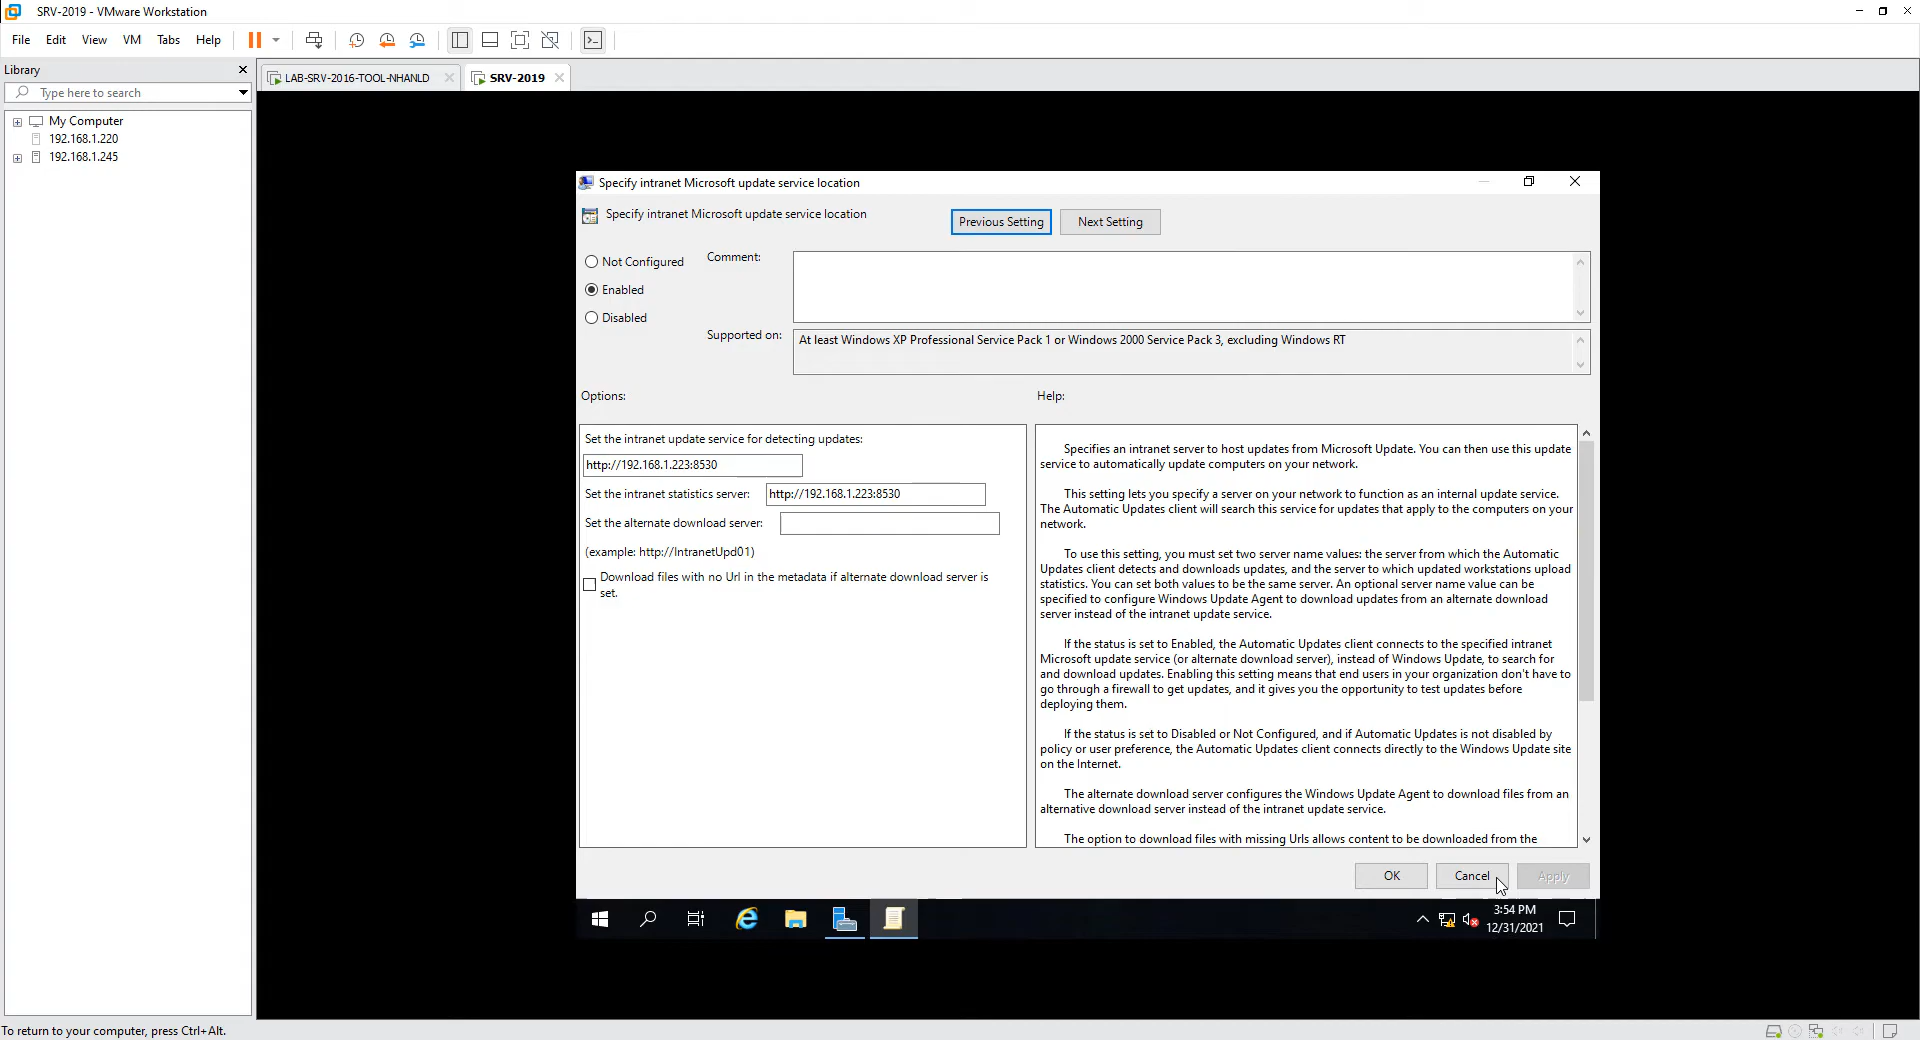 SRV-2019 - VMware Workstation
File Edit View VM Tabs Help
Library
Type here to search
My Computer
192.168.1.220
192.168.1.245
LAB-SRV-2016-TOOL-NHANLD
SRV-2019
Specify intranet Microsoft update service location
Specify intranet Microsoft update service location
Previous Setting
Next Setting
Not Configured
Enabled
Disabled
Comment:
Supported on:
At least Windows XP Professional Service Pack 1 or Windows 2000 Service Pack 3, excluding Windows RT
Options:
Help:
Set the intranet update service for detecting updates:
http://192.168.1.223:8530
Set the intranet statistics server: http://192.168.1.223:8530
Set the alternate download server:
(example: http://IntranetUpd01)
Download files with no Url in the metadata if alternate download server is
set.
Specifies an intranet server to host updates from Microsoft Update. You can then use this update
service to automatically update computers on your network.
This setting lets you specify a server on your network to function as an internal update service.
The Automatic Updates client will search this service for updates that apply to the computers on your
network.
To use this setting, you must set two server name values: the server from which the Automatic
Updates client detects and downloads updates, and the server to which updated workstations upload
statistics. You can set both values to be the same server. An optional server name value can be
specified to configure Windows Update Agent to download updates from an alternate download
server instead of the intranet update service.
If the status is set to Enabled, the Automatic Updates client connects to the specified intranet
Microsoft update service (or alternate download server), instead of Windows Update, to search for
and download updates. Enabling this setting means that end users in your organization don't have to
go through a firewall to get updates, and it gives you the opportunity to test updates before
deploying them.
If the status is set to Disabled or Not Configured, and if Automatic Updates is not disabled by
policy or user preference, the Automatic Updates client connects directly to the Windows Update site
on the Internet.
The alternate download server configures the Windows Update Agent to download files from an
alternative download server instead of the intranet update service.
The option to download files with missing Urls allows content to be downloaded from the
OK
Cancel
Apply
3:54 PM
12/31/2021
To return to your computer, press Ctrl+Alt.